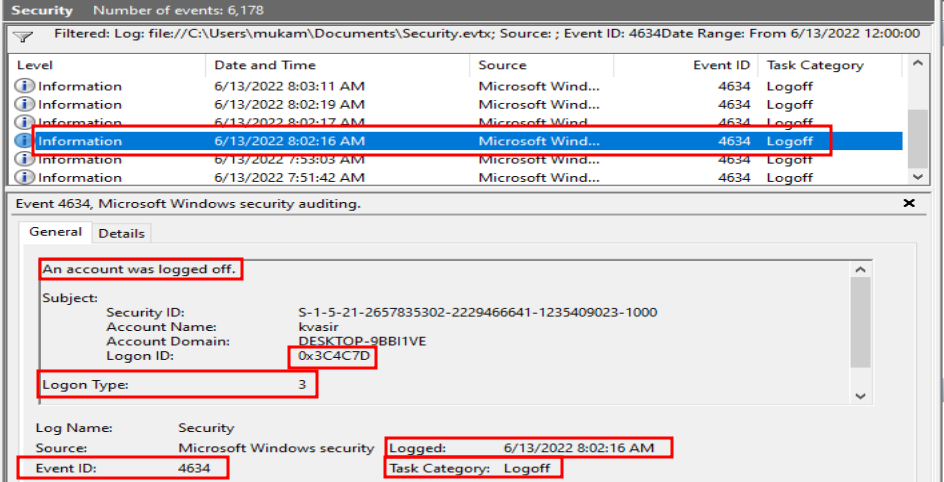 Security Number of events: 6,178
Filtered: Log: file://C:\Users\mukam\Documents\Security.evtx; Source: ; Event ID: 4634Date Range: From 6/13/2022 12:00:00
Level Date and Time Source Event ID Task Category
Information 6/13/2022 8:03:11 AM Microsoft Wind... 4634 Logoff
Information 6/13/2022 8:02:19 AM Microsoft Wind... 4634 Logoff
Information 6/13/2022 8:02:17 AM Microsoft Wind... 4634 Logoff
Information 6/13/2022 8:02:16 AM Microsoft Wind... 4634 Logoff
Information 6/13/2022 7:53:03 AM Microsoft Wind... 4634 Logoff
Information 6/13/2022 7:51:42 AM Microsoft Wind... 4634 Logoff
Event 4634, Microsoft Windows security auditing.
General Details
An account was logged off.
Subject:
Security ID: S-1-5-21-2657835302-2229466641-1235409023-1000
Account Name: kvasir
Account Domain: DESKTOP-9BBI1VE
Logon ID: 0x3C4C7D
Logon Type: 3
Log Name: Security
Source: Microsoft Windows security Logged: 6/13/2022 8:02:16 AM
Event ID: 4634 Task Category: Logoff